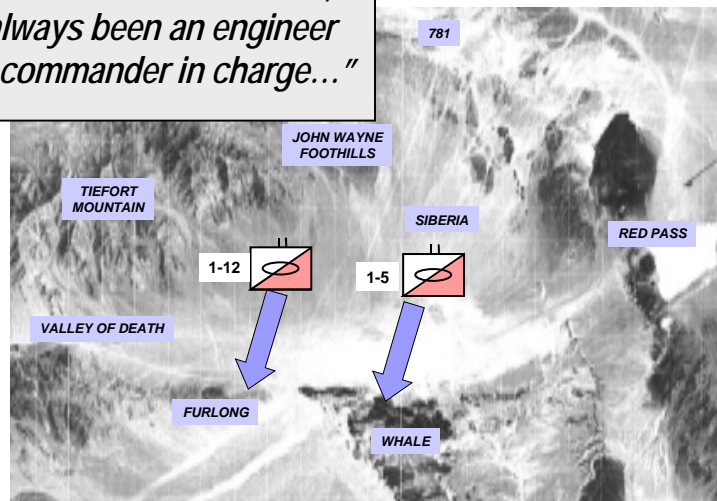 always been an engineer
commander in charge…”
781
JOHN WAYNE
FOOTHILLS
TIEFORT
MOUNTAIN
SIBERIA
RED PASS
1-12
1-5
VALLEY OF DEATH
FURLONG
WHALE